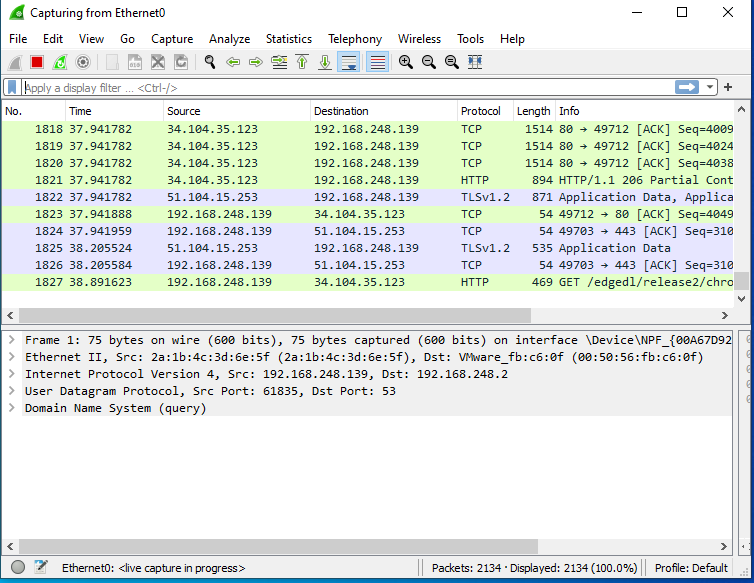 Capturing from Ethernet0
File Edit View Go Capture Analyze Statistics Telephony Wireless Tools Help
Apply a display filter ... <Ctrl-/>
No. Time Source Destination Protocol Length Info
1818 37.941782 34.104.35.123 192.168.248.139 TCP 1514 80 → 49712 [ACK] Seq=4009
1819 37.941782 34.104.35.123 192.168.248.139 TCP 1514 80 → 49712 [ACK] Seq=4024
1820 37.941782 34.104.35.123 192.168.248.139 TCP 1514 80 → 49712 [ACK] Seq=4038
1821 37.941782 34.104.35.123 192.168.248.139 HTTP 894 HTTP/1.1 206 Partial Cont
1822 37.941782 51.104.15.253 192.168.248.139 TLSv1.2 871 Application Data, Applica
1823 37.941888 192.168.248.139 34.104.35.123 TCP 54 49712 → 80 [ACK] Seq=4049
1824 37.941959 192.168.248.139 51.104.15.253 TCP 54 49703 → 443 [ACK] Seq=310
1825 38.205524 51.104.15.253 192.168.248.139 TLSv1.2 535 Application Data
1826 38.205584 192.168.248.139 51.104.15.253 TCP 54 49703 → 443 [ACK] Seq=310
1827 38.891623 192.168.248.139 34.104.35.123 HTTP 469 GET /edgedl/release2/chro
Frame 1: 75 bytes on wire (600 bits), 75 bytes captured (600 bits) on interface \Device\NPF_{00A67D92
Ethernet II, Src: 2a:1b:4c:3d:6e:5f (2a:1b:4c:3d:6e:5f), Dst: VMware_fb:c6:0f (00:50:56:fb:c6:0f)
Internet Protocol Version 4, Src: 192.168.248.139, Dst: 192.168.248.2
User Datagram Protocol, Src Port: 61835, Dst Port: 53
Domain Name System (query)
Ethernet0: <live capture in progress> Packets: 2134 · Displayed: 2134 (100.0%) Profile: Default